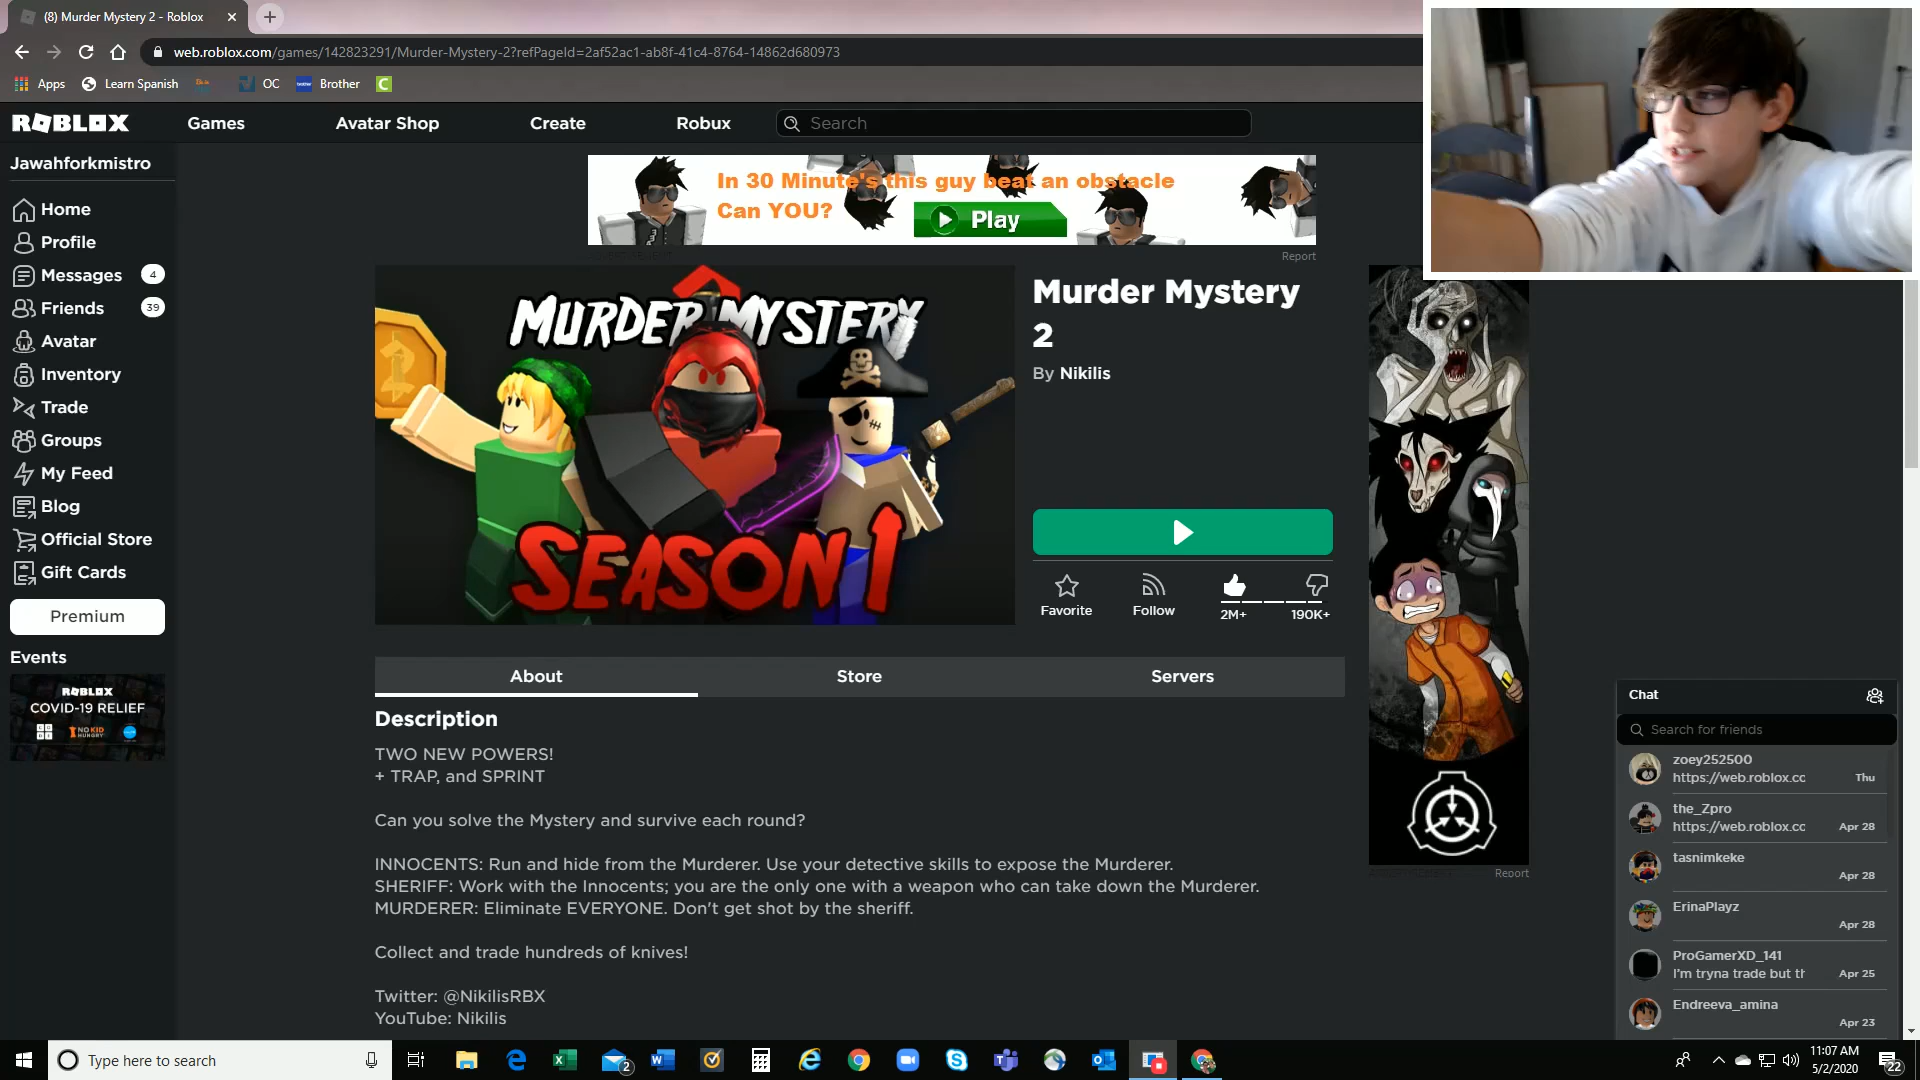 (8) Murder Mystery 2 - Roblox
web.roblox.com/games/142823291/Murder-Mystery-2?refPageId=2af52ac1-ab8f-41c4-8764-14862d680973
Apps
Learn Spanish
OC
Brother
ROBLOX
Games
Avatar Shop
Create
Robux
Search
Jawahforkmistro
Home
Profile
Messages 4
Friends 39
Avatar
Inventory
Trade
Groups
My Feed
Blog
Official Store
Gift Cards
Premium
Events
ROBLOX
COVID-19 RELIEF
NO KID
HUNGRY
In 30 Minute's this guy beat an obstacle
Can YOU?
Play
Report
MURDER MYSTERY
2
SEASON 1
Murder Mystery
2
By Nikilis
Favorite
Follow
2M+
190K+
About
Store
Servers
Description
TWO NEW POWERS!
+ TRAP, and SPRINT
Can you solve the Mystery and survive each round?
INNOCENTS: Run and hide from the Murderer. Use your detective skills to expose the Murderer.
SHERIFF: Work with the Innocents; you are the only one with a weapon who can take down the Murderer.
MURDERER: Eliminate EVERYONE. Don't get shot by the sheriff.
Collect and trade hundreds of knives!
Twitter: @NikilisRBX
YouTube: Nikilis
Report
Chat
Search for friends
zoey252500
https://web.roblox.cc Thu
the_Zpro
https://web.roblox.cc Apr 28
tasnimkeke
Apr 28
ErinaPlayz
Apr 28
ProGamerXD_141
I'm tryna trade but th Apr 25
Endreeva_amina
Apr 23
Type here to search
2
11:07 AM
5/2/2020
22